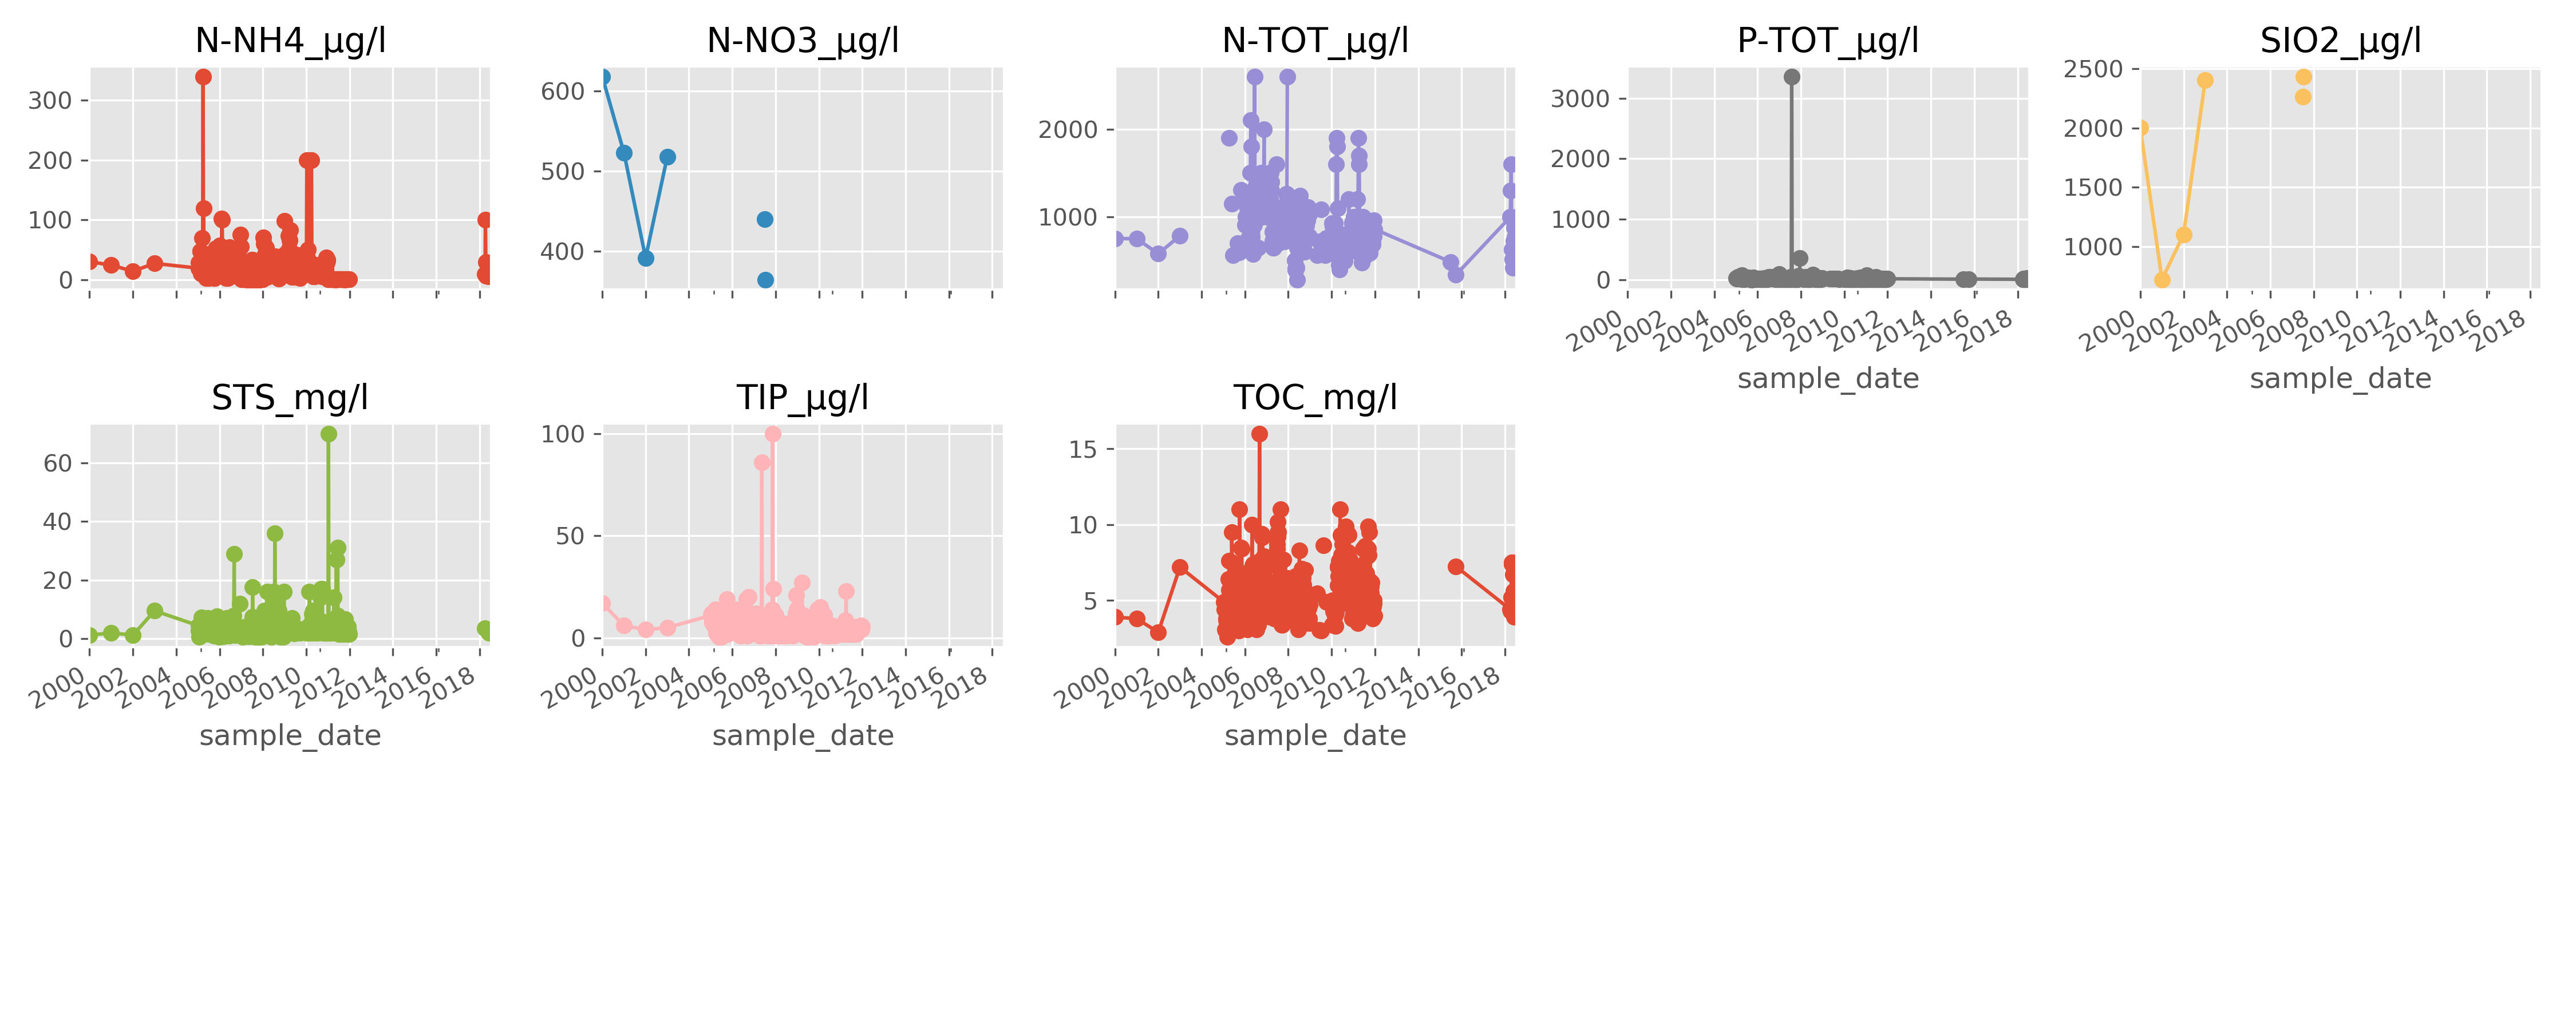 N-NH4_µg/l N-NO3_µg/l N-TOT_µg/l P-TOT_µg/l SIO2_µg/l
300
200
100
0
600
500
400
2000
1000
3000
2000
1000
0
2000 2002 2004 2006 2008 2010 2012 2014 2016 2018
sample_date
2500
2000
1500
1000
2000 2002 2004 2006 2008 2010 2012 2014 2016 2018
sample_date
STS_mg/l TIP_µg/l TOC_mg/l
60
40
20
0
2000 2002 2004 2006 2008 2010 2012 2014 2016 2018
sample_date
100
50
0
2000 2002 2004 2006 2008 2010 2012 2014 2016 2018
sample_date
15
10
5
2000 2002 2004 2006 2008 2010 2012 2014 2016 2018
sample_date